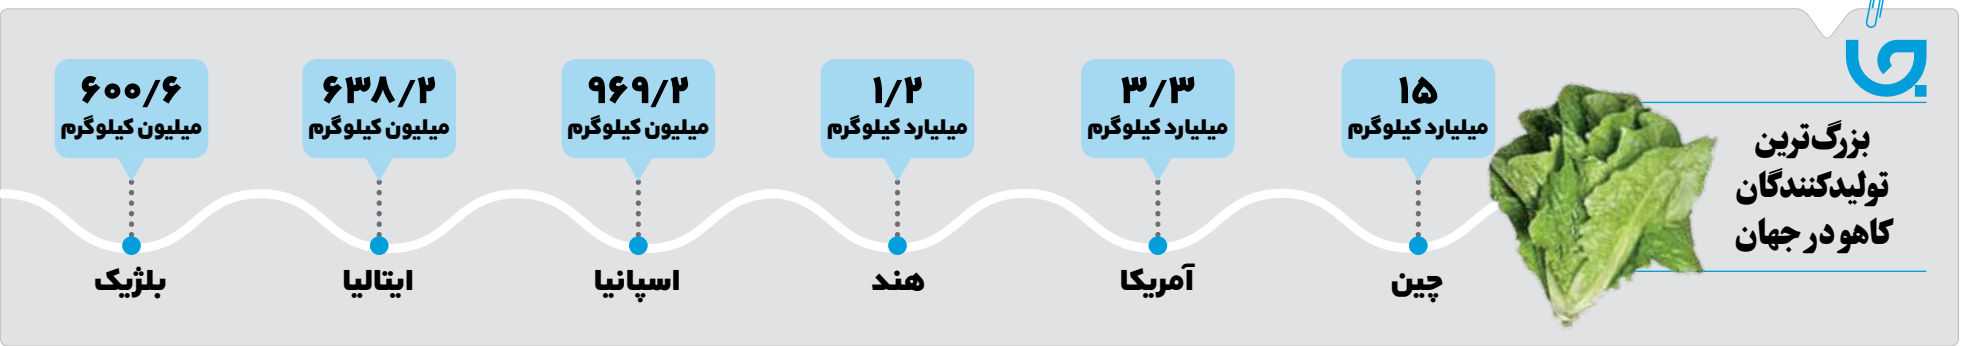 بزرگ‌ترین
تولیدکنندگان
کاهو در جهان
۱۵
میلیارد کیلوگرم
چین
۳/۳
میلیارد کیلوگرم
آمریکا
۱/۲
میلیارد کیلوگرم
هند
۹۶۹/۲
میلیون کیلوگرم
اسپانیا
۶۳۸/۲
میلیون کیلوگرم
ایتالیا
۶۰۰/۶
میلیون کیلوگرم
بلژیک